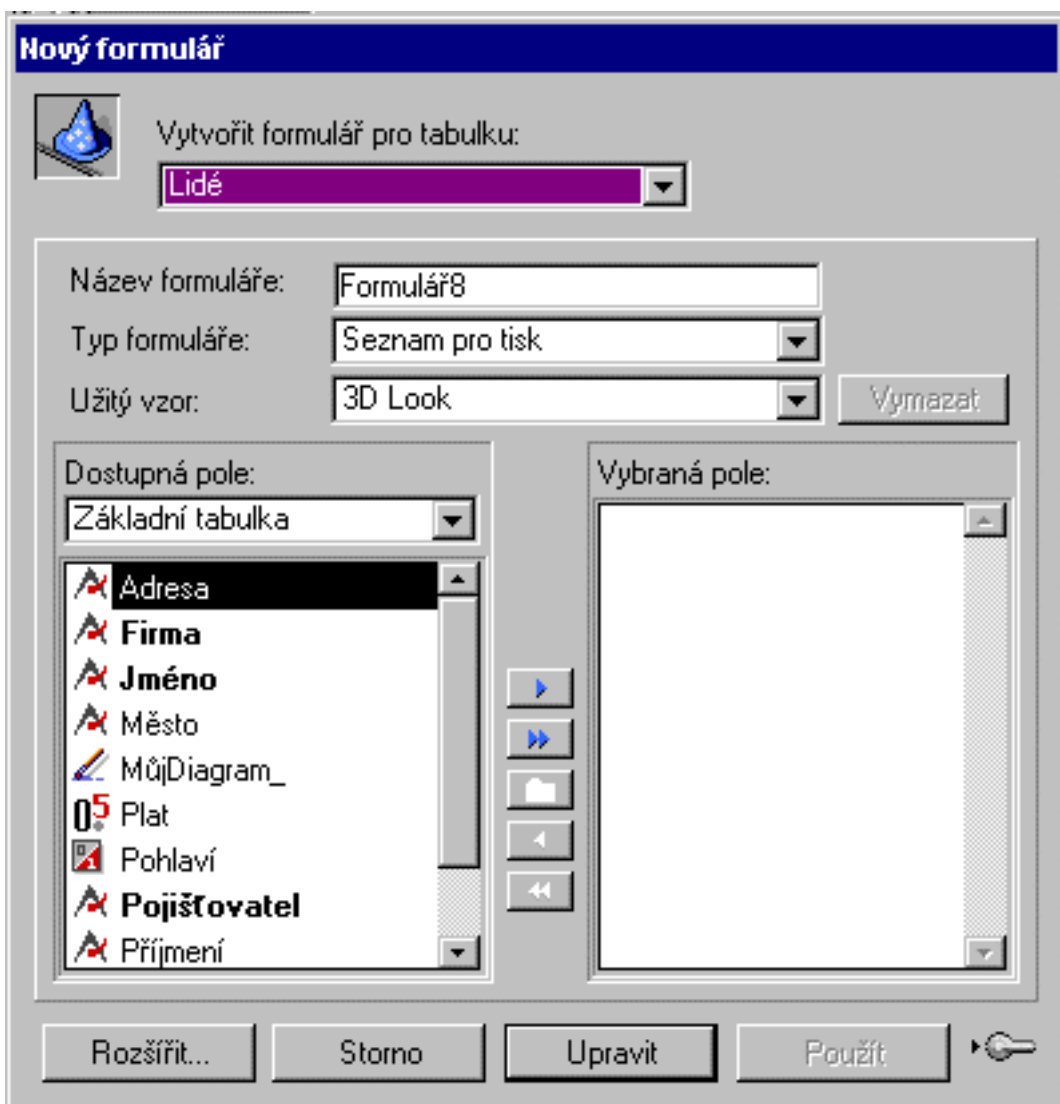 Nový formulář
Vytvořit formulář pro tabulku:
Lidé
Název formuláře: Formulář8
Typ formuláře: Seznam pro tisk
Užitý vzor: 3D Look Vymazat
Dostupná pole: Vybraná pole:
Základní tabulka
Adresa
Firma
Jméno
Město
MůjDiagram_
Plat
Pohlaví
Pojišťovatel
Příjmení
Rozšířit... Storno Upravit Použít